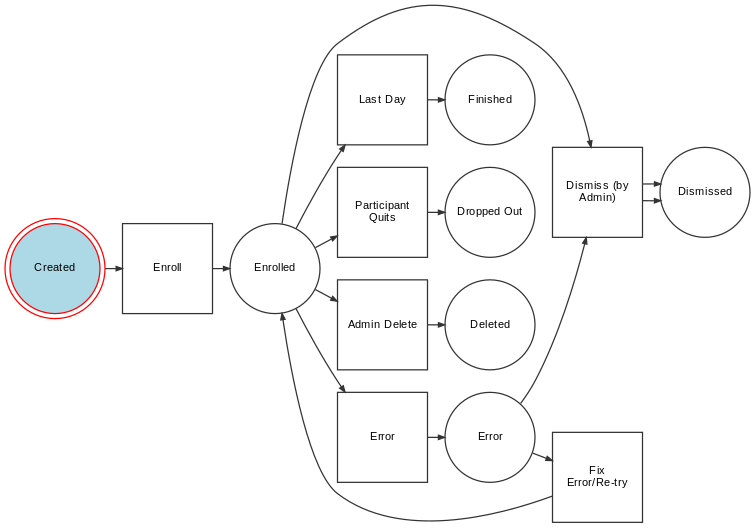 Created
Enroll
Enrolled
Last Day
Finished
Participant
Quits
Dropped Out
Admin Delete
Deleted
Error
Error
Dismiss (by
Admin)
Dismissed
Fix
Error/Re-try